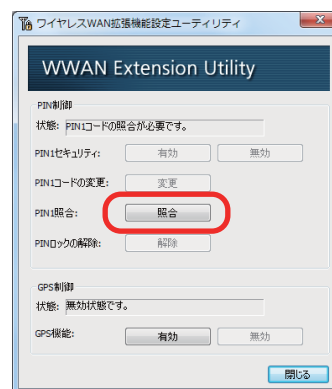 ワイヤレスWAN拡張機能設定ユーティリティ
WWAN Extension Utility
PIN制御
状態: PIN1コードの照合が必要です。
PIN1セキュリティ: 有効 無効
PIN1コードの変更: 変更
PIN1照合: 照合
PINロックの解除: 解除
GPS制御
状態: 無効状態です。
GPS機能: 有効 無効
閉じる